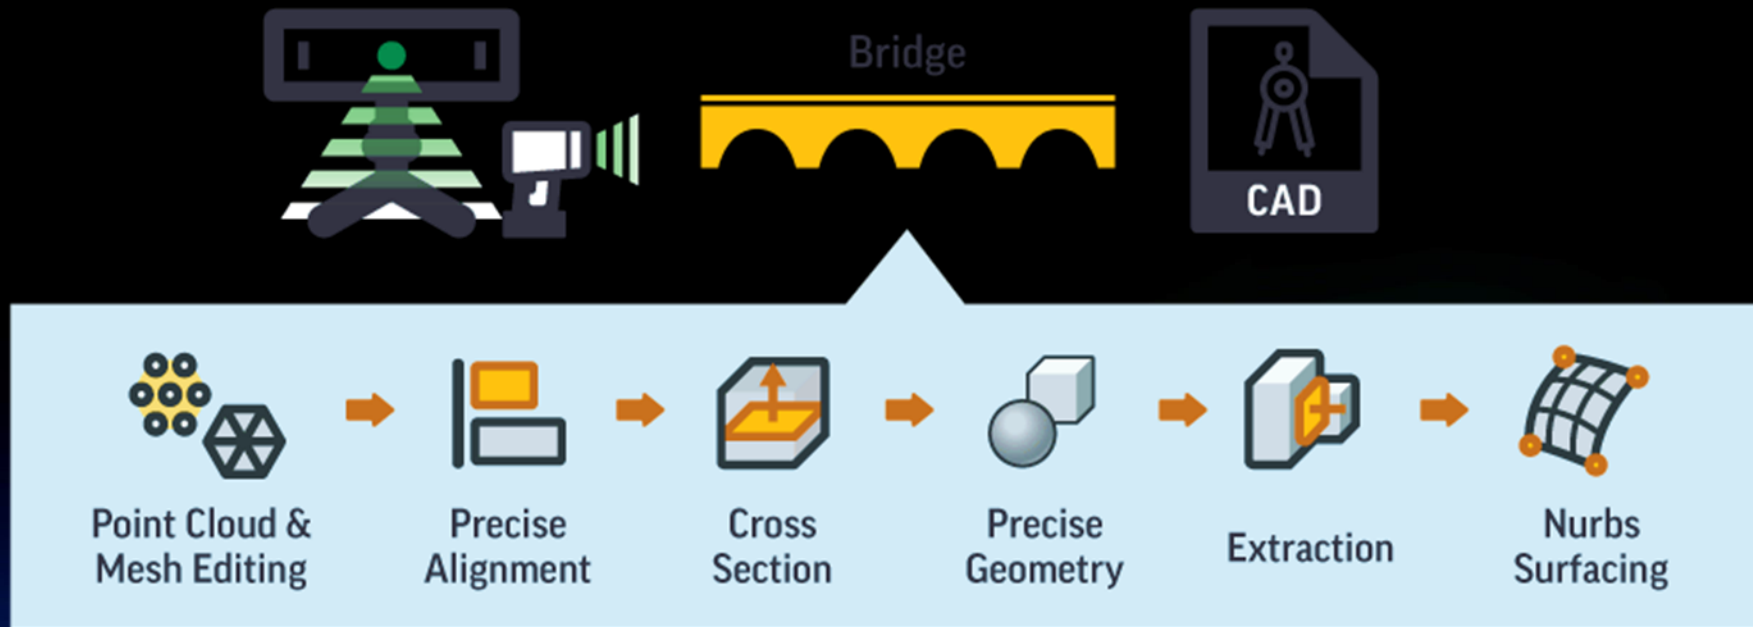 Bridge
CAD
Point Cloud &
Mesh Editing
Precise
Alignment
Cross
Section
Precise
Geometry
Extraction
Nurbs
Surfacing